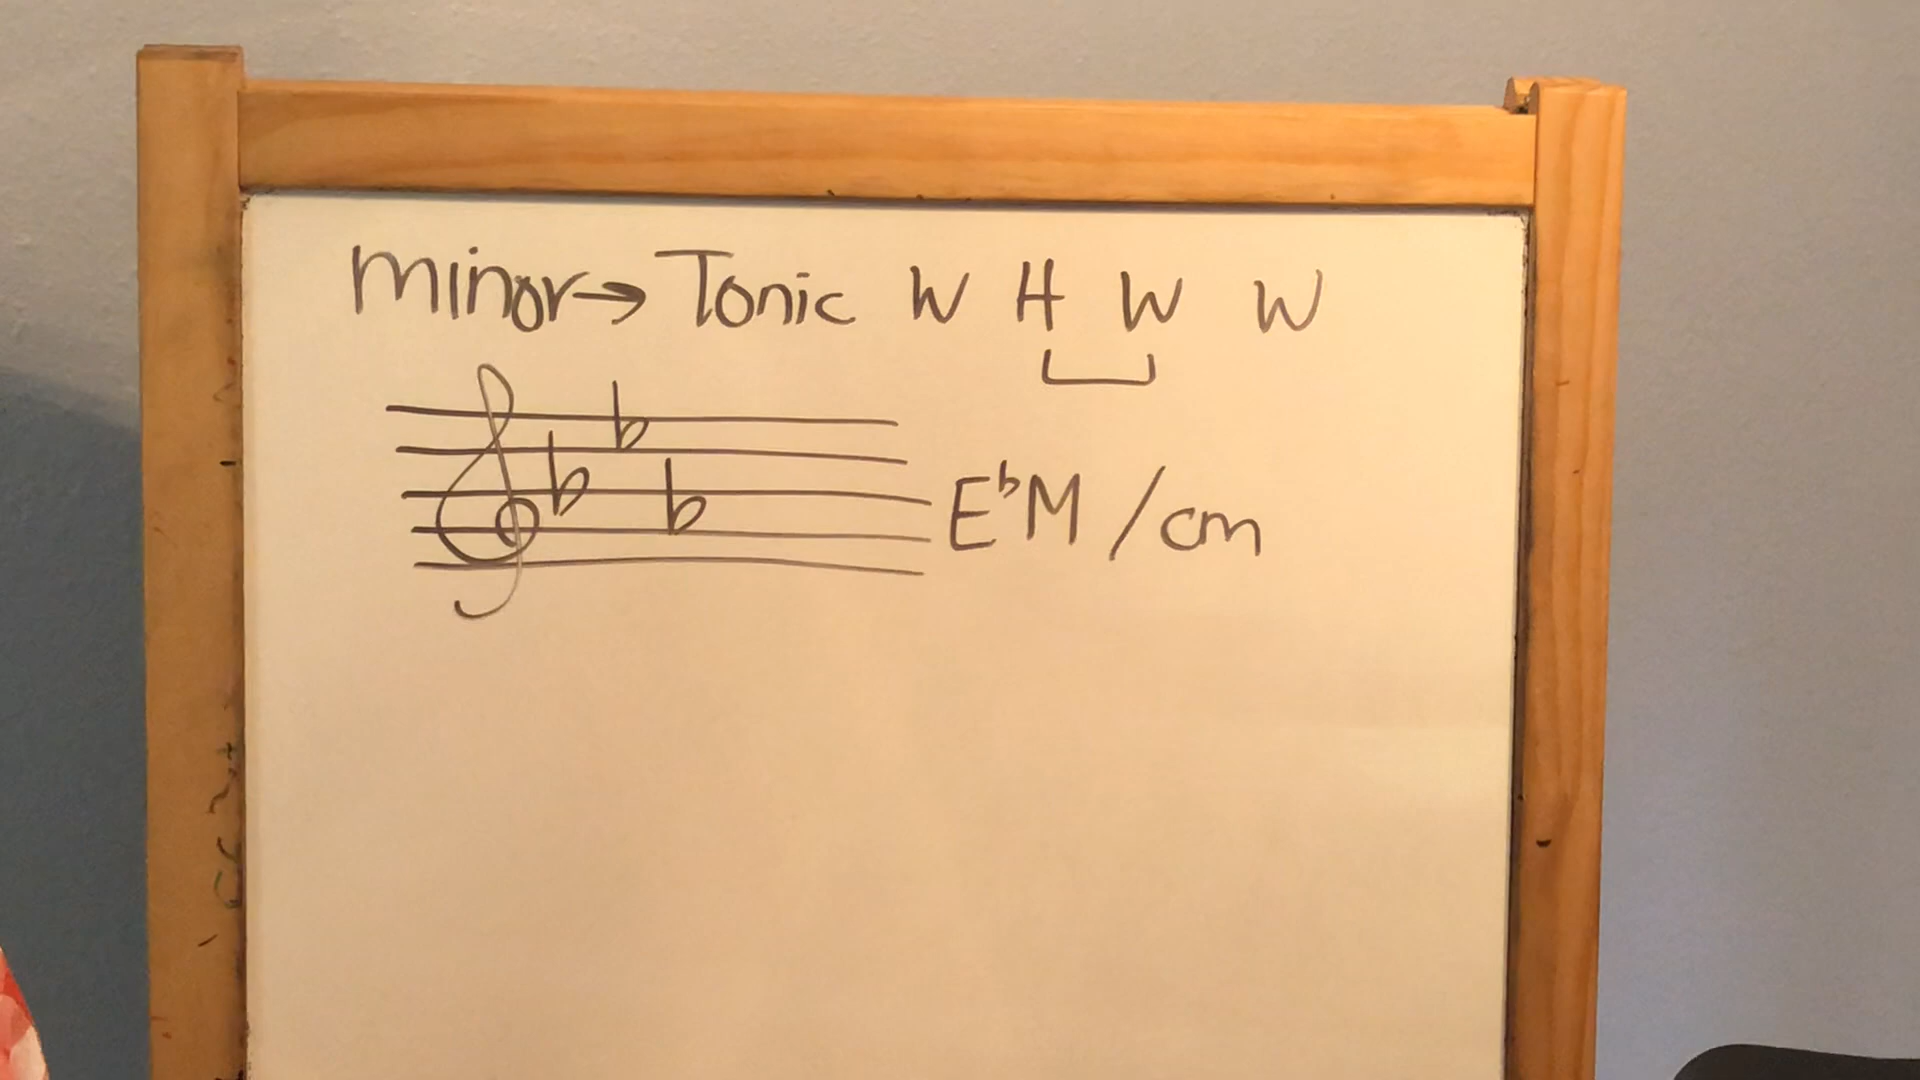 minor→ Tonic W H W W
E♭M / cm